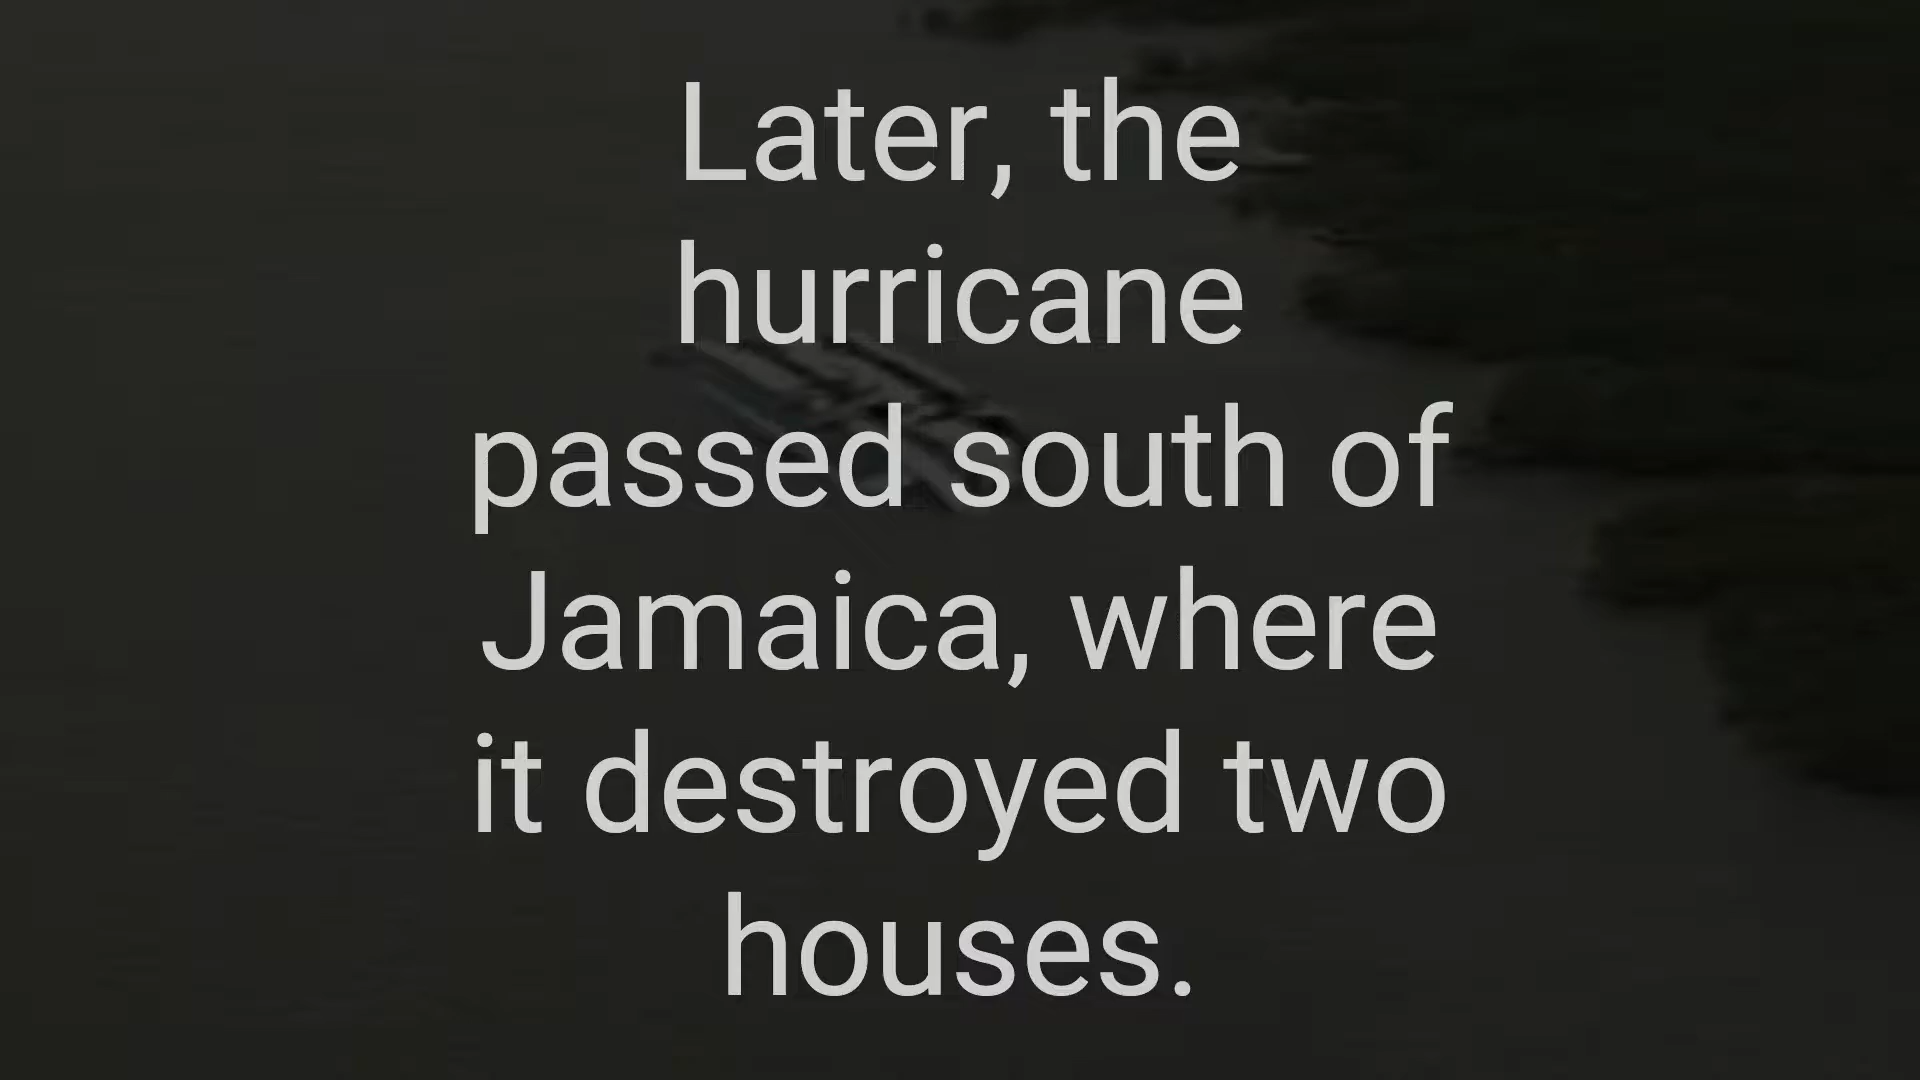 Later, the
hurricane
passed south of
Jamaica, where
it destroyed two
houses.